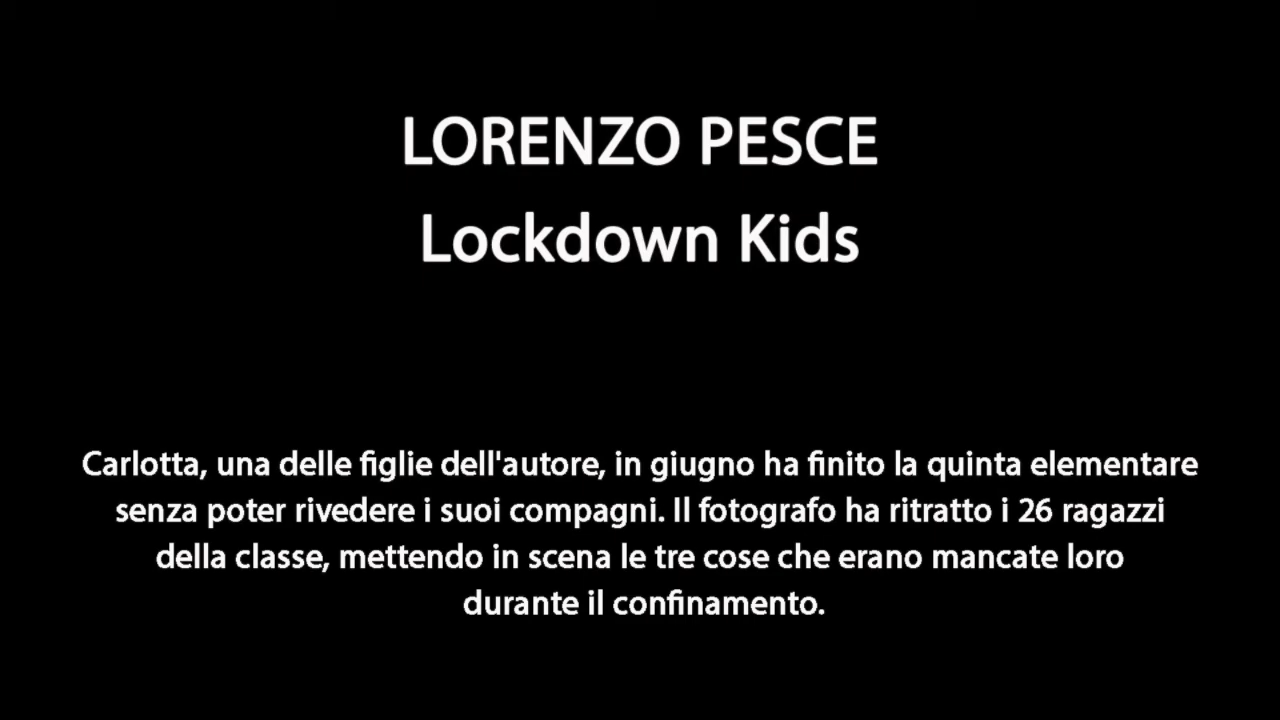 LORENZO PESCE
Lockdown Kids
Carlotta, una delle figlie dell'autore, in giugno ha finito la quinta elementare
senza poter rivedere i suoi compagni. Il fotografo ha ritratto i 26 ragazzi
della classe, mettendo in scena le tre cose che erano mancate loro
durante il confinamento.